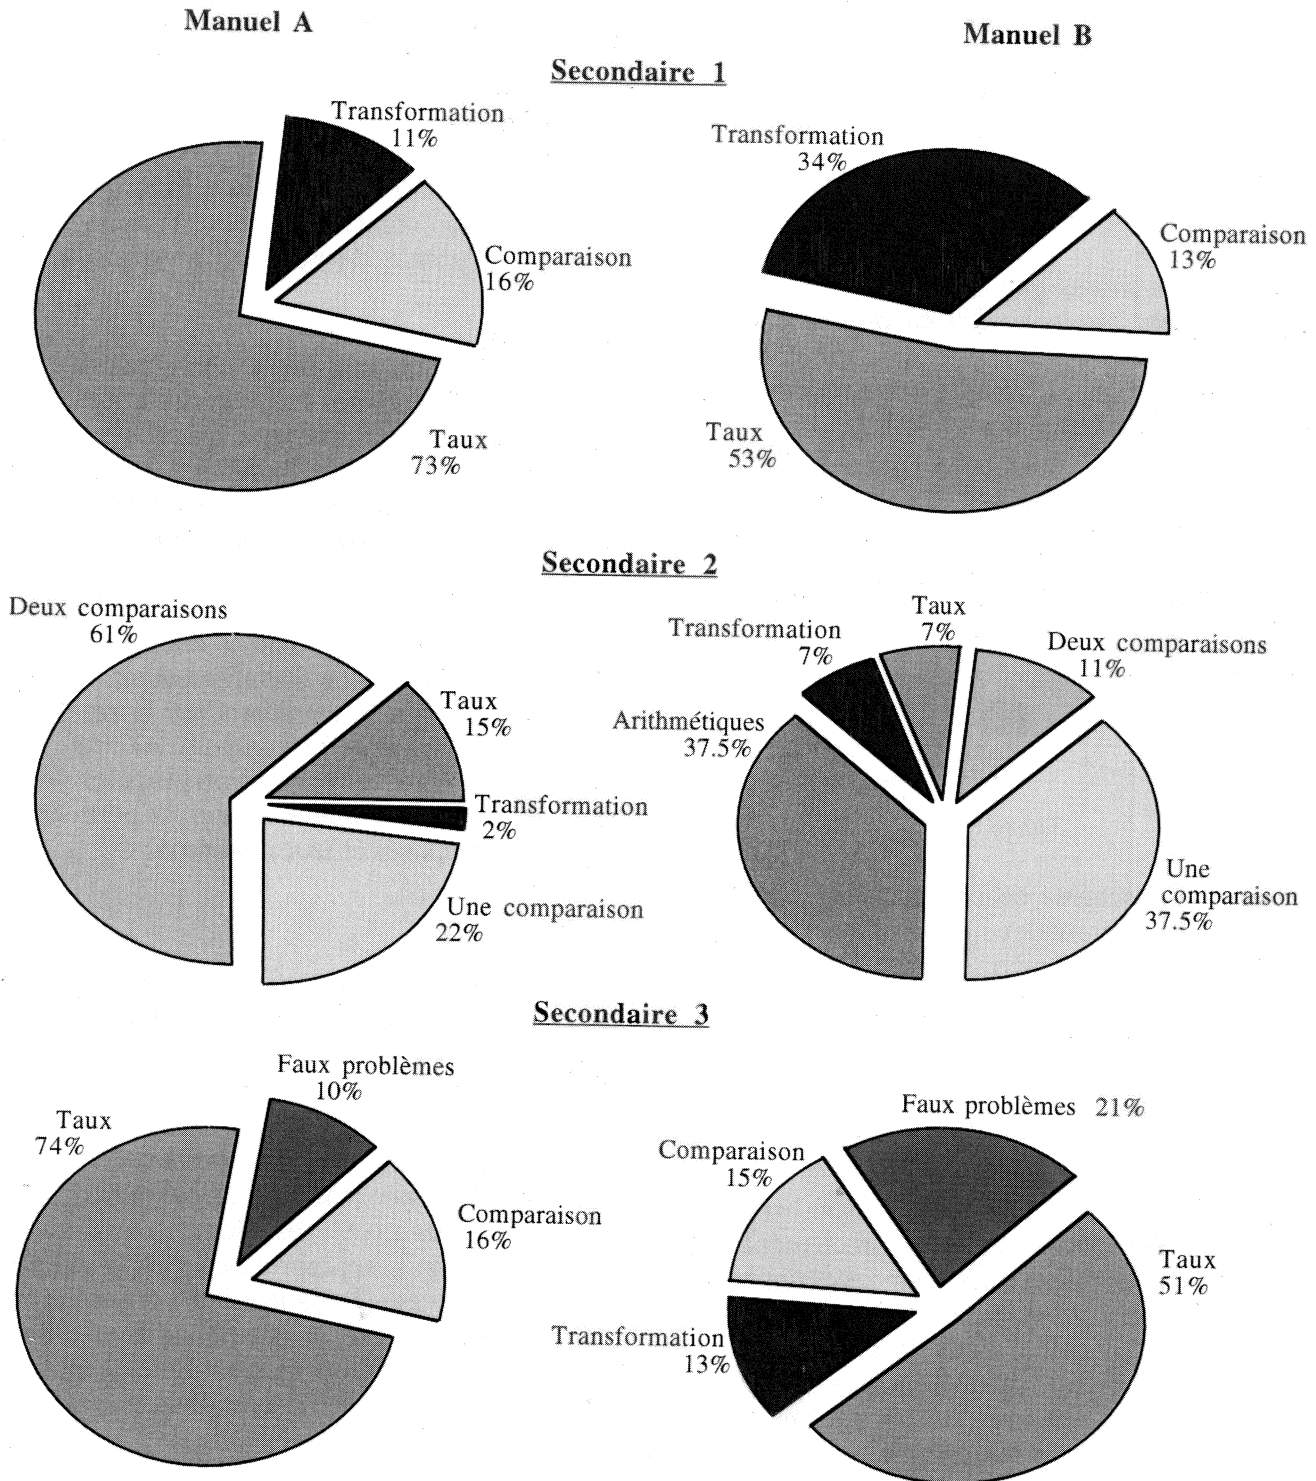 Manuel A
Manuel B
Secondaire 1
Transformation
11%
Comparaison
16%
Taux
73%
Transformation
34%
Comparaison
13%
Taux
53%
Secondaire 2
Deux comparaisons
61%
Taux
15%
Transformation
2%
Une comparaison
22%
Transformation
7%
Taux
7%
Deux comparaisons
11%
Arithmétiques
37.5%
Une
comparaison
37.5%
Secondaire 3
Faux problèmes
10%
Taux
74%
Comparaison
16%
Faux problèmes 21%
Comparaison
15%
Taux
51%
Transformation
13%